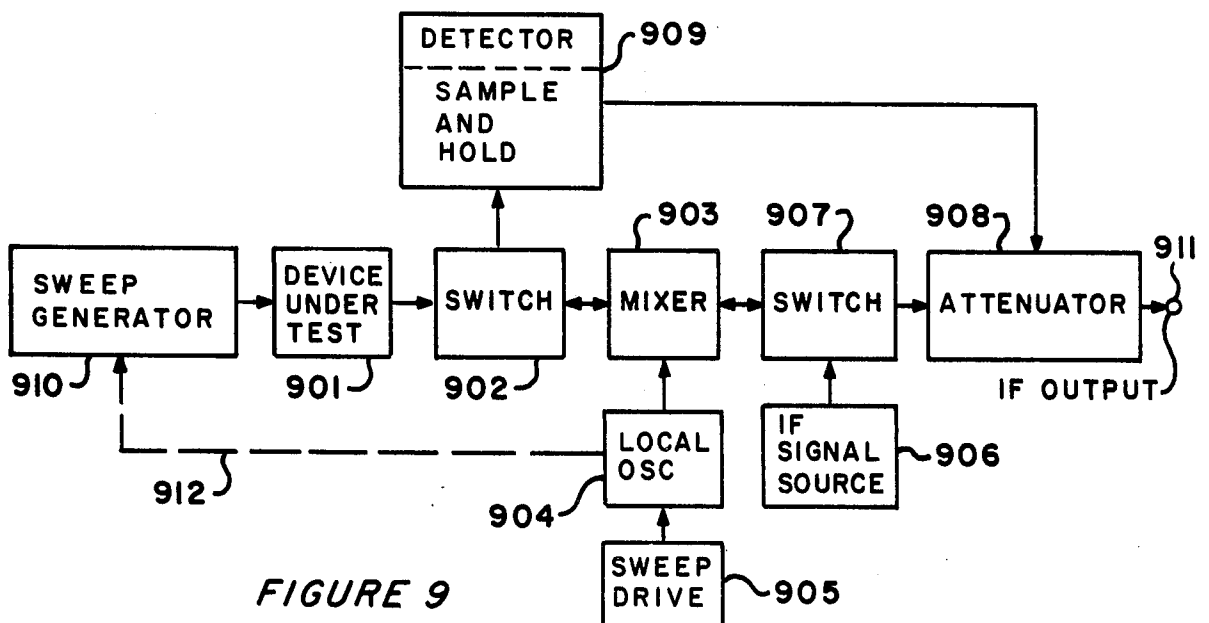 DETECTOR
909
SAMPLE
AND
HOLD
903
907
908
911
SWEEP
GENERATOR
DEVICE
UNDER
TEST
SWITCH
MIXER
SWITCH
ATTENUATOR
910
901
902
IF OUTPUT
LOCAL
OSC
IF
SIGNAL
SOURCE
906
912
904
SWEEP
DRIVE
905
FIGURE 9